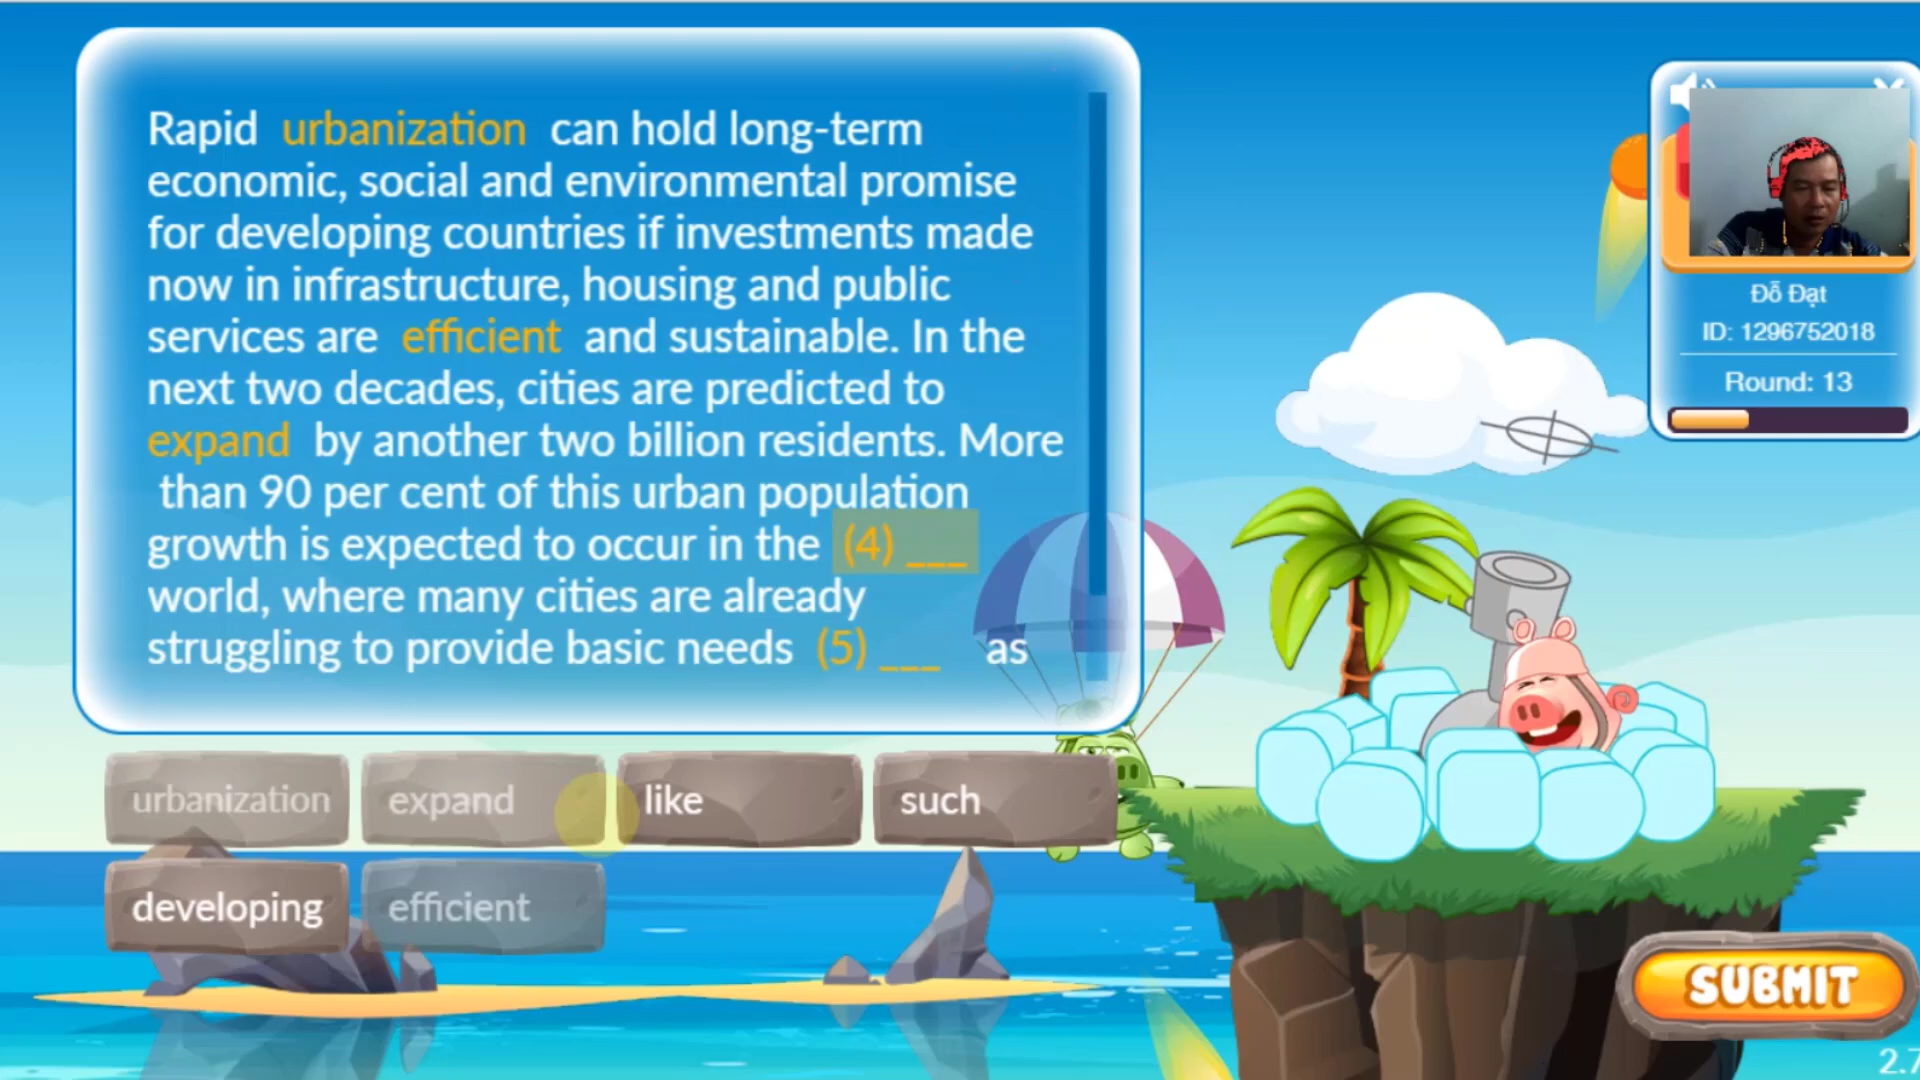 Rapid urbanization can hold long-term
economic, social and environmental promise
for developing countries if investments made
now in infrastructure, housing and public
services are efficient and sustainable. In the
next two decades, cities are predicted to
expand by another two billion residents. More
than 90 per cent of this urban population
growth is expected to occur in the (4) ___
world, where many cities are already
struggling to provide basic needs (5) ___ as
urbanization
expand
like
such
developing
efficient
Đỗ Đạt
ID: 1296752018
Round: 13
SUBMIT